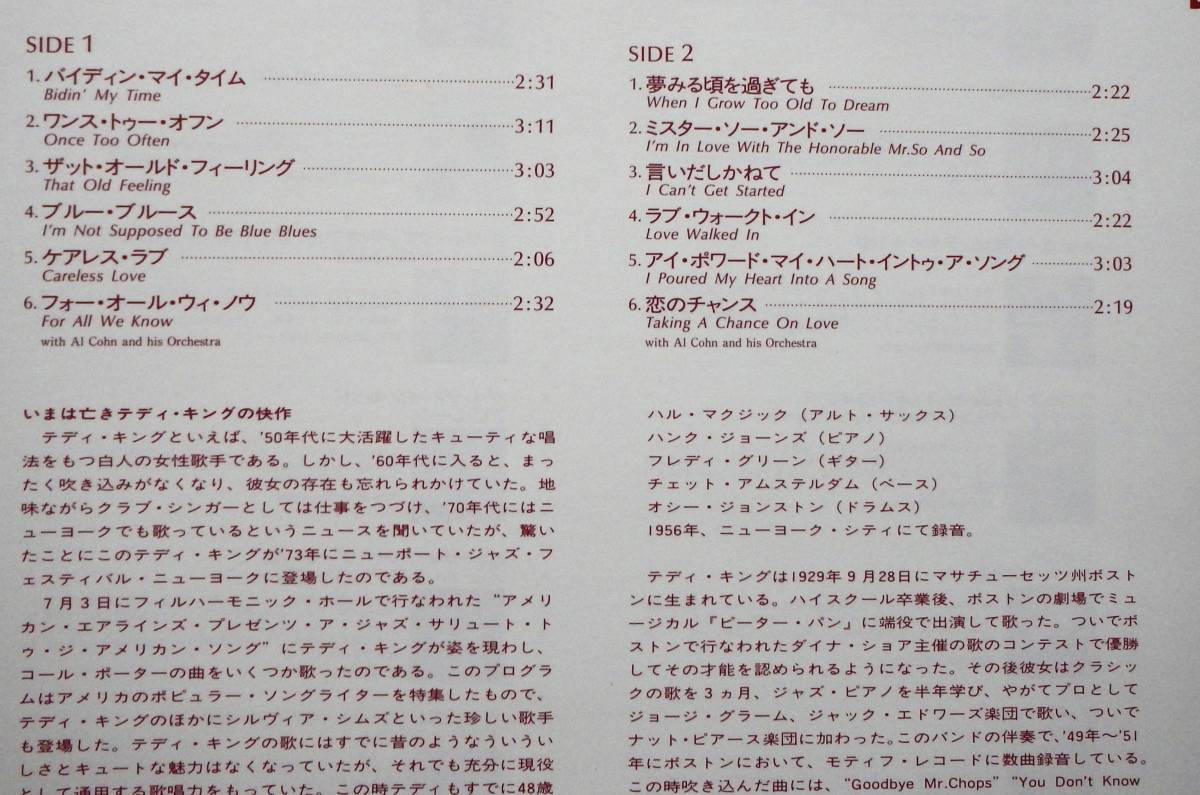 SIDE 1
1. バイディン・マイ・タイム 2:31
Bidin' My Time
2. ワンス・トゥー・オフン 3:11
Once Too Often
3. ザット・オールド・フィーリング 3:03
That Old Feeling
4. ブルー・ブルース 2:52
I'm Not Supposed To Be Blue Blues
5. ケアレス・ラブ 2:06
Careless Love
6. フォー・オール・ウィ・ノウ 2:32
For All We Know
with Al Cohn and his Orchestra
SIDE 2
1. 夢みる頃を過ぎても 2:22
When I Grow Too Old To Dream
2. ミスター・ソー・アンド・ソー 2:25
I'm In Love With The Honorable Mr.So And So
3. 言いだしかねて 3:04
I Can't Get Started
4. ラブ・ウォークト・イン 2:22
Love Walked In
5. アイ・ポワード・マイ・ハート・イントゥ・ア・ソング 3:03
I Poured My Heart Into A Song
6. 恋のチャンス 2:19
Taking A Chance On Love
with Al Cohn and his Orchestra
いまは亡きテディ・キングの快作
テディ・キングといえば、'50年代に大活躍したキューティな唱
法をもつ白人の女性歌手である。しかし、'60年代に入ると、まっ
たく吹き込みがなくなり、彼女の存在も忘れられかけていた。地
味ながらクラブ・シンガーとしては仕事をつづけ、'70年代にはニ
ューヨークでも歌っているというニュースを聞いていたが、驚い
たことにこのテディ・キングが'73年にニューポート・ジャズ・フ
ェスティバル・ニューヨークに登場したのである。
7月3日にフィルハーモニック・ホールで行なわれた“アメリ
カン・エアラインズ・プレゼンツ・ア・ジャズ・サリュート・ト
ゥ・ジ・アメリカン・ソング”にテディ・キングが姿を現わし、
コール・ポーターの曲をいくつか歌ったのである。このプログラ
ムはアメリカのポピュラー・ソングライターを特集したもので、
テディ・キングのほかにシルヴィア・シムズといった珍しい歌手
も登場した。テディ・キングの歌にはすでに昔のようなういうい
しさとキュートな魅力はなくなっていたが、それでも充分に現役
として通用する歌唱力をもっていた。この時テディもすでに48歳
ハル・マクジック（アルト・サックス）
ハンク・ジョーンズ（ピアノ）
フレディ・グリーン（ギター）
チェット・アムステルダム（ベース）
オシー・ジョンストン（ドラムス）
1956年、ニューヨーク・シティにて録音。
テディ・キングは1929年9月28日にマサチューセッツ州ボスト
ンに生まれている。ハイスクール卒業後、ボストンの劇場でミュ
ージカル『ピーター・パン』に端役で出演して歌った。ついでボ
ストンで行なわれたダイナ・ショア主催の歌のコンテストで優勝
してその才能を認められるようになった。その後彼女はクラシッ
クの歌を3ヵ月、ジャズ・ピアノを半年学び、やがてプロとして
ジョージ・グラーム、ジャック・エドワーズ楽団で歌い、ついで
ナット・ピアース楽団に加わった。このバンドの伴奏で、'49年～'51
年にボストンにおいて、モティフ・レコードに数曲録音している。
この時吹き込んだ曲には、“Goodbye Mr.Chops” “You Don't Know